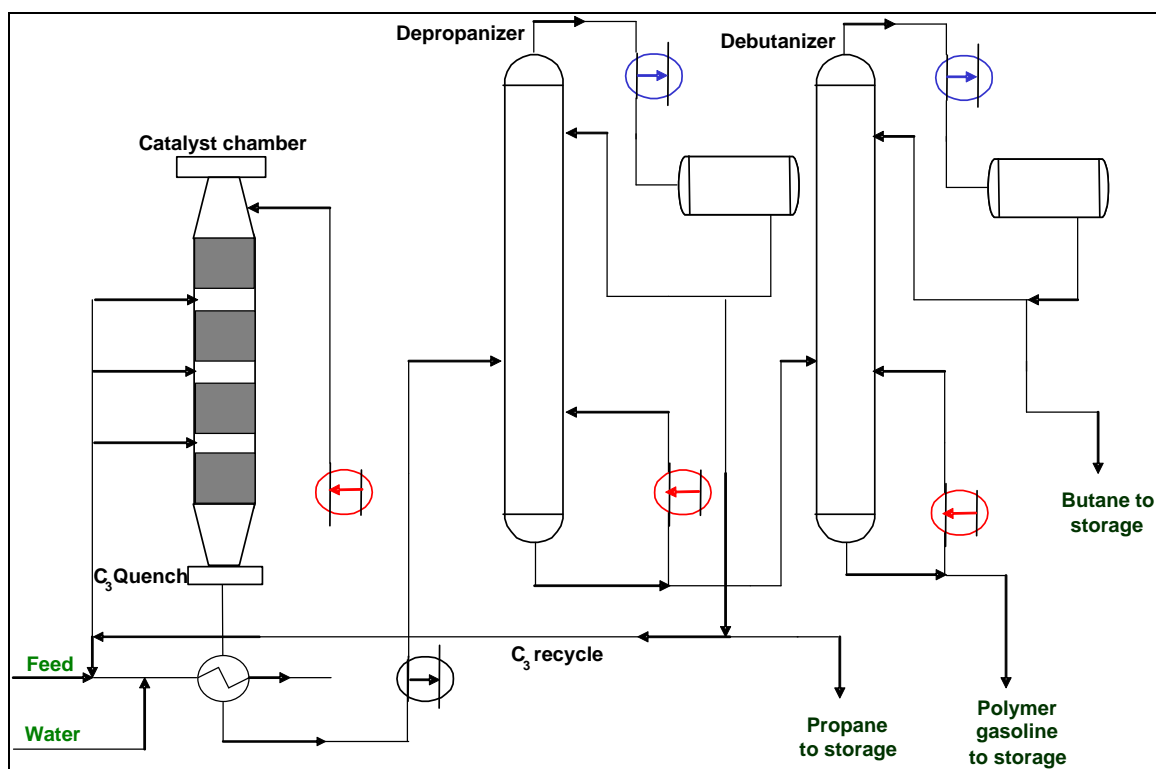 Depropanizer
Debutanizer
Catalyst chamber
C3 Quench
C3 recycle
Feed
Water
Butane to
storage
Propane
to storage
Polymer
gasoline
to storage